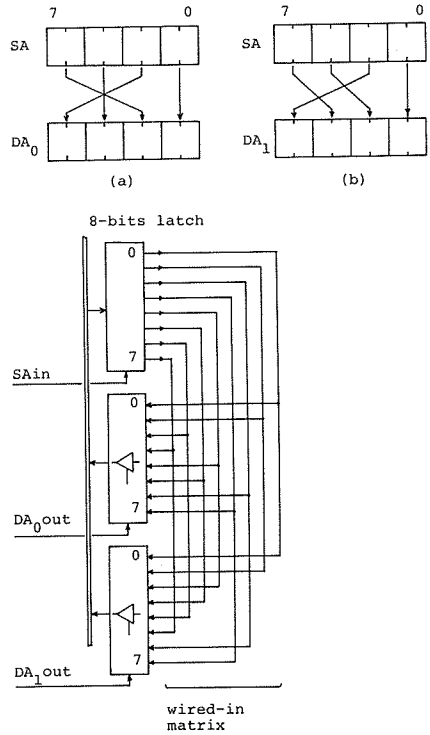 7 0 7 0
SA SA
DA0 DA1
(a) (b)
8-bits latch
0
7
SAin
0
7
DA0out
0
7
DA1out
wired-in
matrix